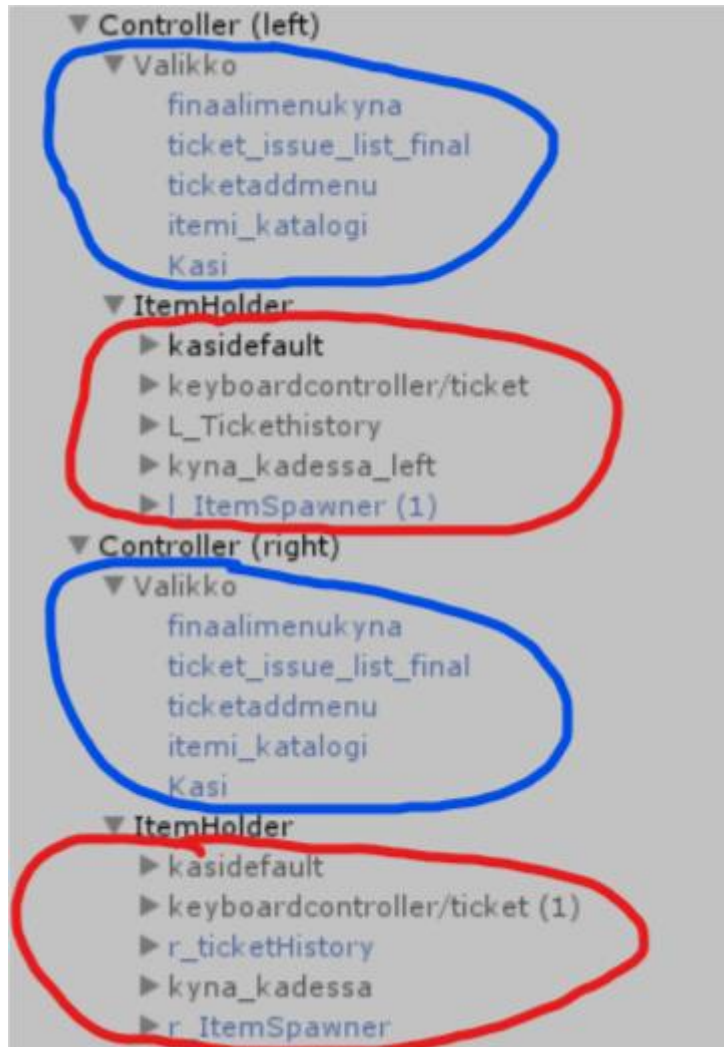 Controller (left)
Valikko
finaalimenukyna
ticket_issue_list_final
ticketaddmenu
itemi_katalogi
Kasi
ItemHolder
kasidefault
keyboardcontroller/ticket
L_Tickethistory
kyna_kadessa_left
l_ItemSpawner (1)
Controller (right)
Valikko
finaalimenukyna
ticket_issue_list_final
ticketaddmenu
itemi_katalogi
Kasi
ItemHolder
kasidefault
keyboardcontroller/ticket (1)
r_ticketHistory
kyna_kadessa
r_ItemSpawner